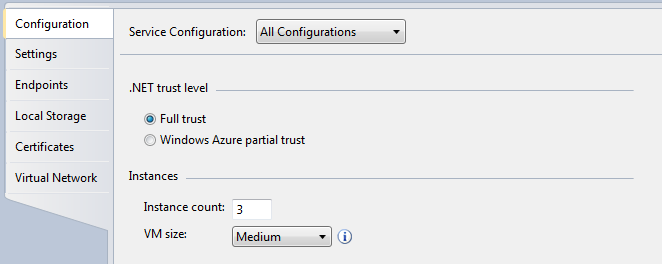 Configuration
Service Configuration: All Configurations
Settings
Endpoints
.NET trust level
Local Storage
Full trust
Certificates
Windows Azure partial trust
Virtual Network
Instances
Instance count: 3
VM size: Medium